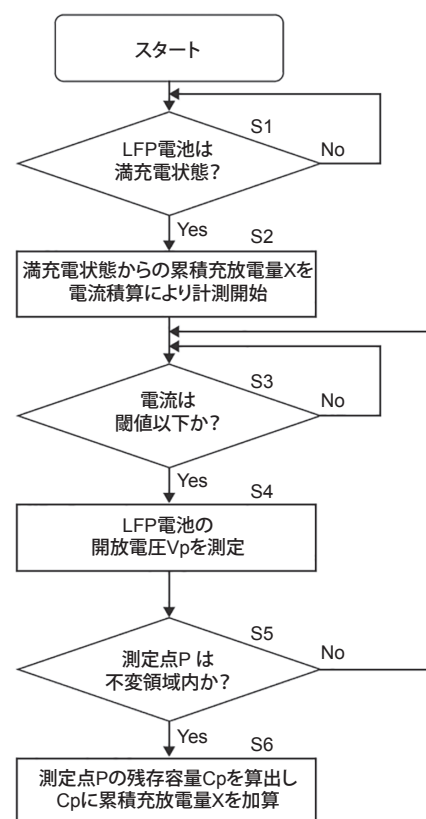 スタート
S1
LFP電池は
満充電状態?
No
Yes
S2
満充電状態からの累積充放電量Xを
電流積算により計測開始
S3
電流は
閾値以下か?
No
Yes
S4
LFP電池の
開放電圧Vpを測定
S5
測定点P は
不変領域内か?
No
Yes
S6
測定点Pの残存容量Cpを算出し
Cpに累積充放電量Xを加算